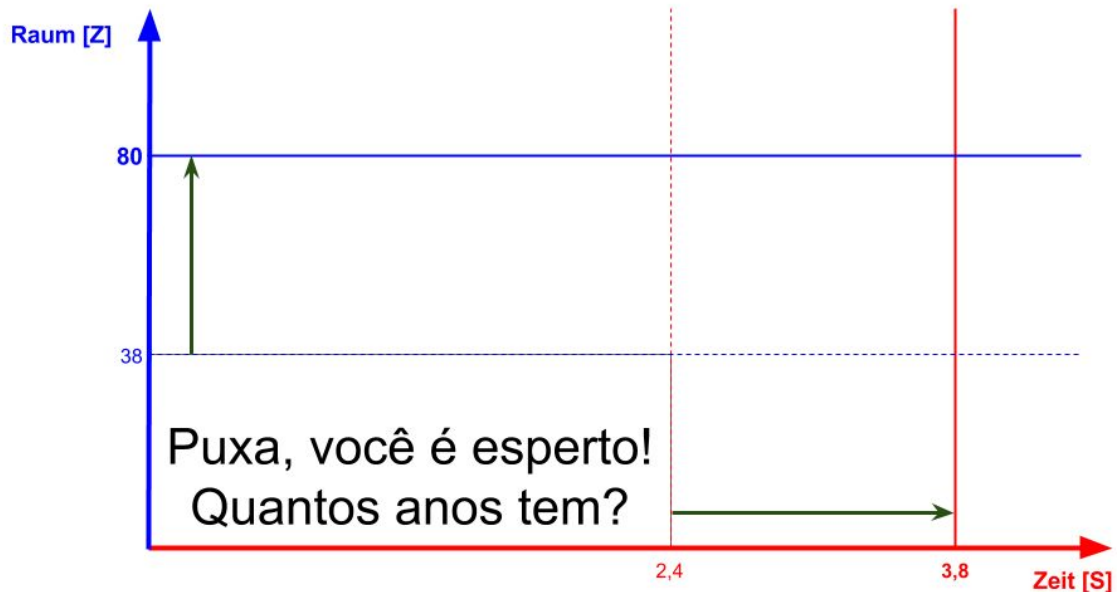 Raum [Z]
80
38
Puxa, você é esperto!
Quantos anos tem?
2,4
3,8
Zeit [S]